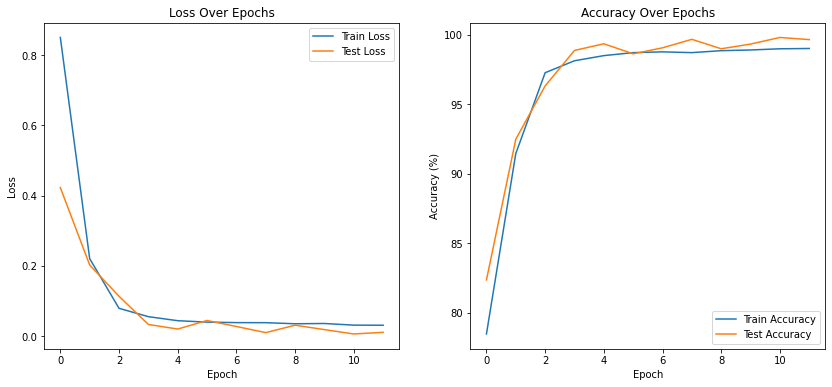 Loss Over Epochs
Train Loss
Test Loss
0.8
0.6
0.4
0.2
0.0
Loss
0 2 4 6 8 10
Epoch
Accuracy Over Epochs
100
95
90
85
80
Accuracy (%)
Train Accuracy
Test Accuracy
0 2 4 6 8 10
Epoch